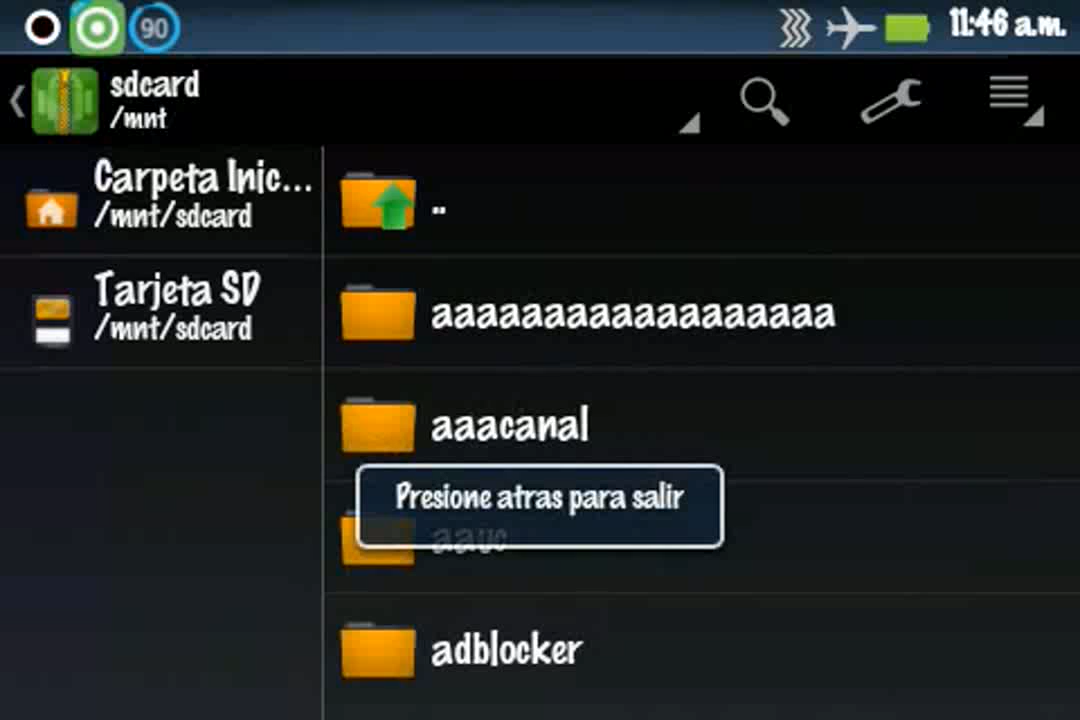 90
11:46 a.m.
sdcard
/mnt
Carpeta Inic...
/mnt/sdcard
Tarjeta SD
/mnt/sdcard
..
aaaaaaaaaaaaaaaaaa
aaacanal
Presione atras para salir
aauc
adblocker